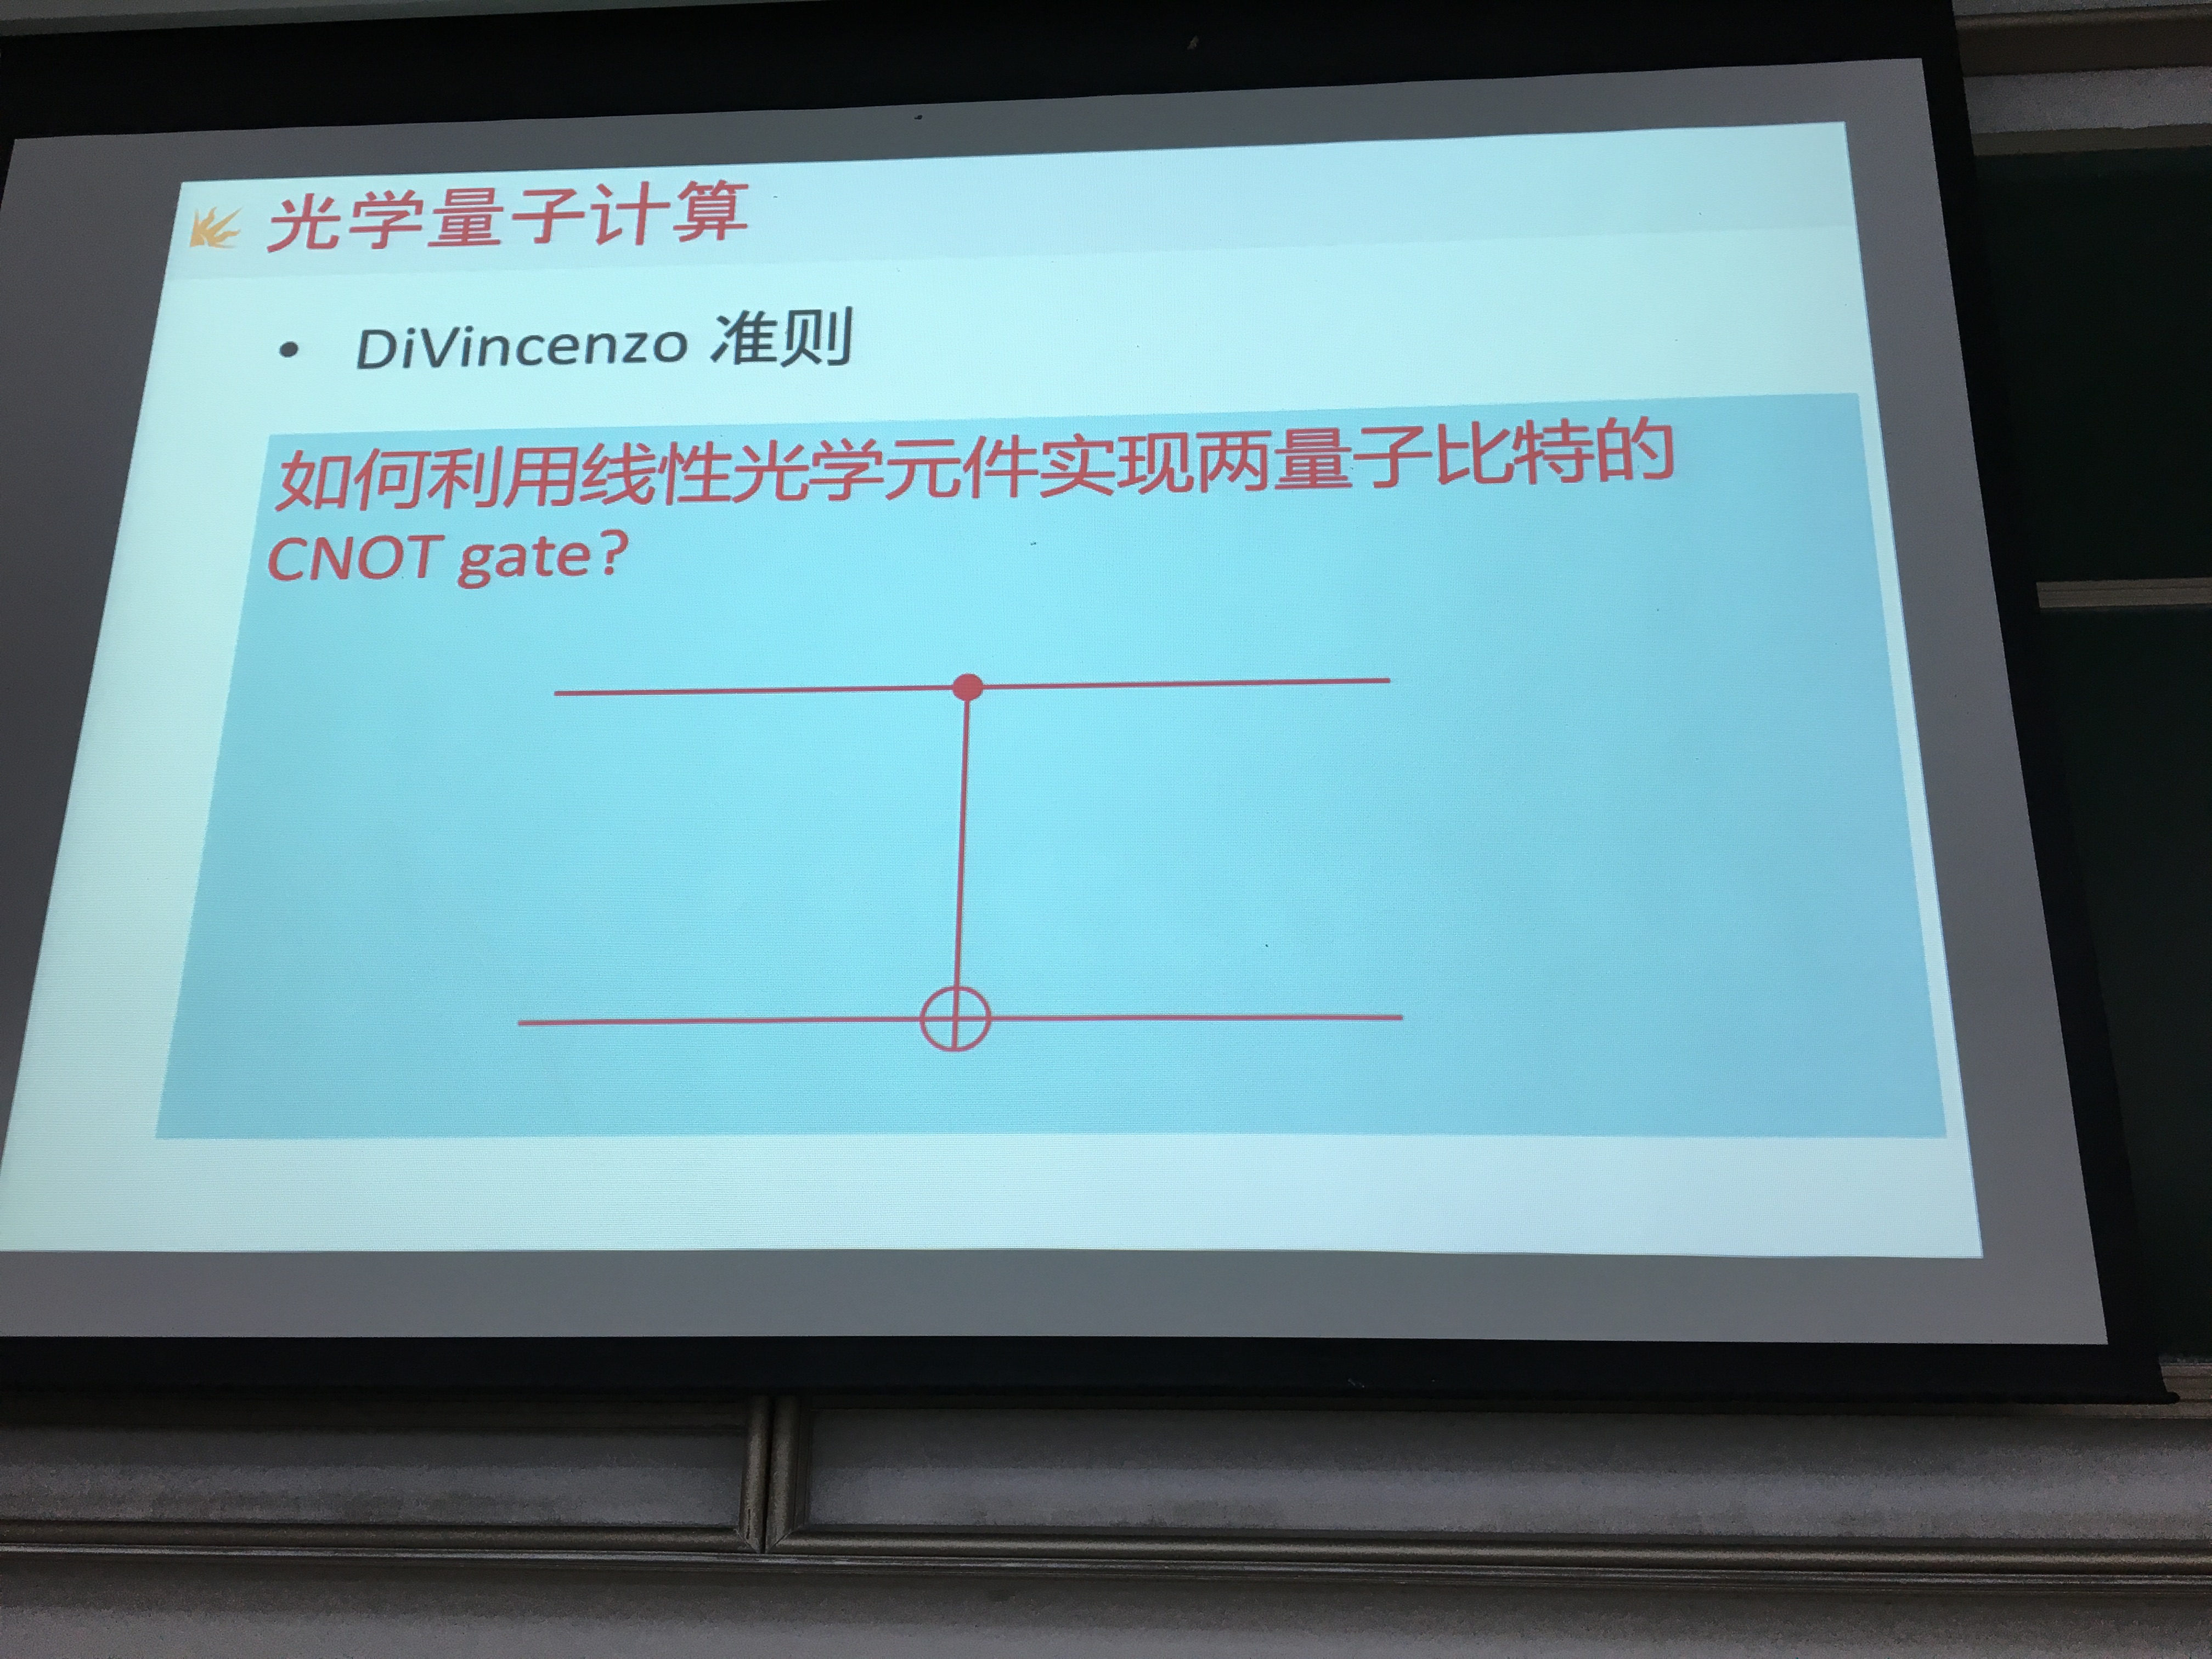 光学量子计算
• DiVincenzo 准则
如何利用线性光学元件实现两量子比特的
CNOT gate?